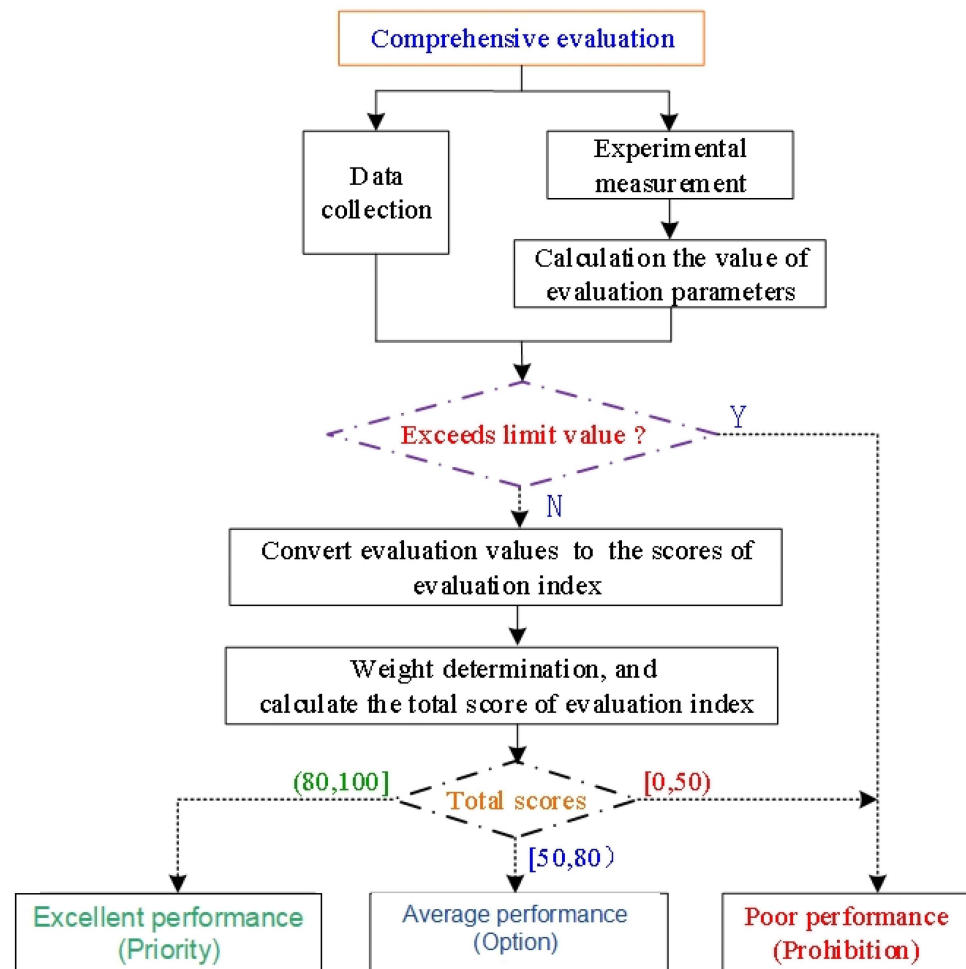 Comprehensive evaluation
Data
collection
Experimental
measurement
Calculation the value of
evaluation parameters
Exceeds limit value ?
Y
N
Convert evaluation values to the scores of
evaluation index
Weight determination, and
calculate the total score of evaluation index
(80,100]
Total scores
[0,50)
[50,80）
Excellent performance
(Priority)
Average performance
(Option)
Poor performance
(Prohibition)